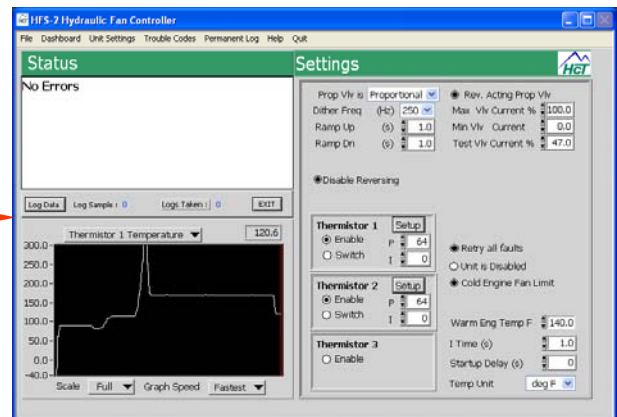 HFS-2 Hydraulic Fan Controller
File Dashboard Unit Settings Trouble Codes Permanent Log Help Quit
Status
No Errors
Log Data Log Sample : 0 Logs Taken : 0 EXIT
Thermistor 1 Temperature 120.6
300.0
250.0
200.0
150.0
100.0
50.0
0.0
-40.0
Scale Full Graph Speed Fastest
Settings
HCT
Prop Vlv is Proportional Rev. Acting Prop Vlv
Dither Freq (Hz) 250 Max Vlv Current % 100.0
Ramp Up (s) 1.0 Min Vlv Current 0.0
Ramp Dn (s) 1.0 Test Vlv Current % 47.0
Disable Reversing
Thermistor 1 Setup
Enable P 64
Switch I 0
Thermistor 2 Setup
Enable P 64
Switch I 0
Thermistor 3
Enable
Retry all faults
Unit is Disabled
Cold Engine Fan Limit
Warm Eng Temp F 140.0
I Time (s) 1.0
Startup Delay (s) 0
Temp Unit deg F